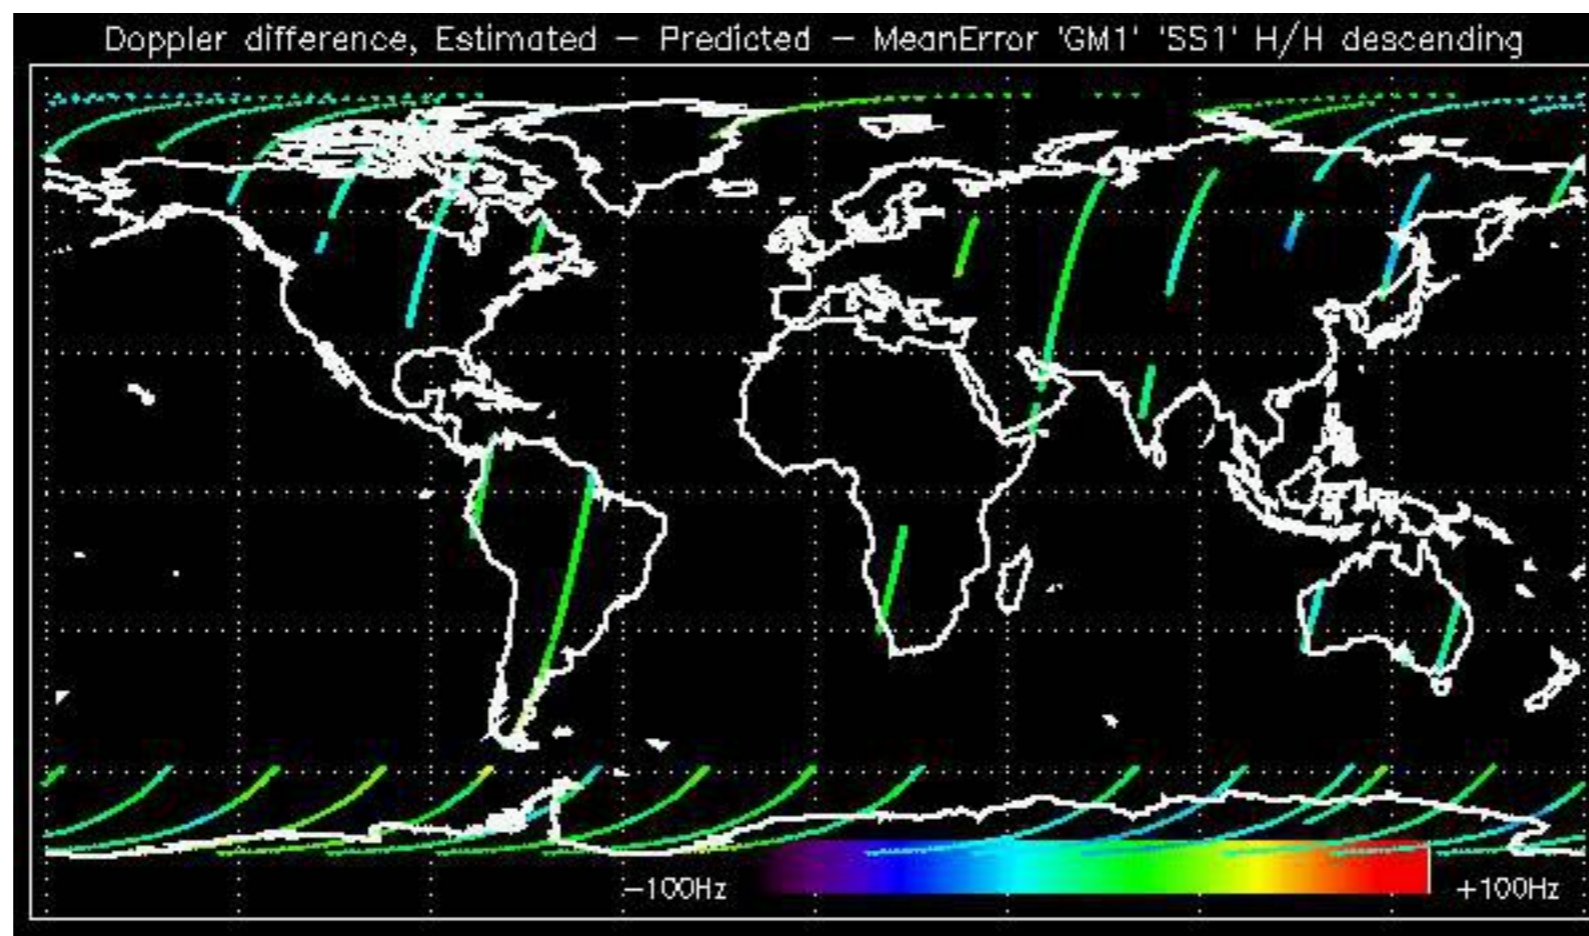 Doppler difference, Estimated – Predicted – MeanError 'GM1' 'SS1' H/H descending
–100Hz
+100Hz